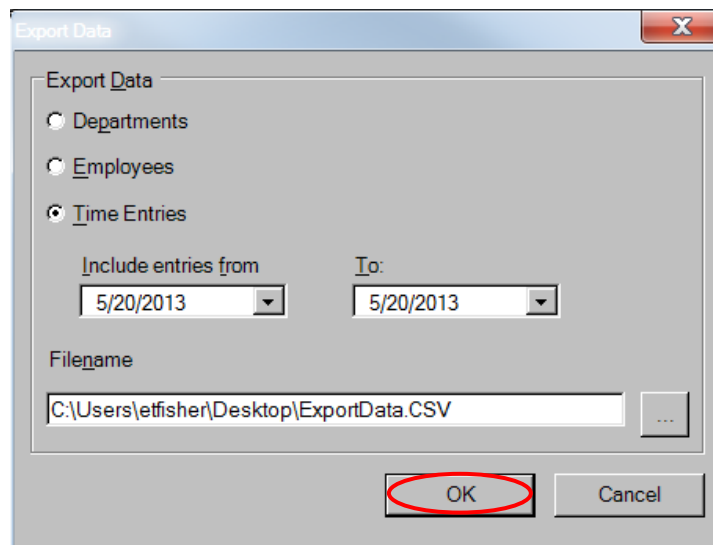 Export Data
Export Data
Departments
Employees
Time Entries
Include entries from To:
5/20/2013 5/20/2013
Filename
C:\Users\etfisher\Desktop\ExportData.CSV ...
OK Cancel